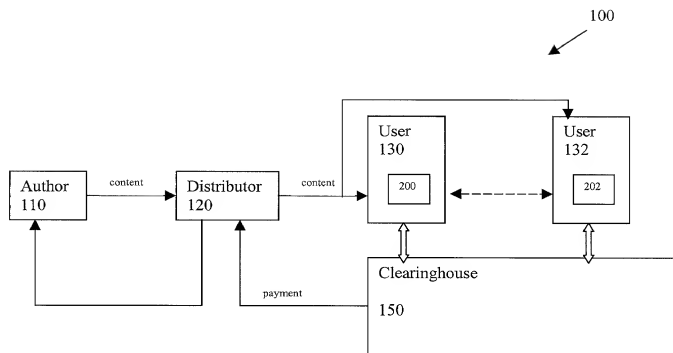 100
User
130
200
User
132
202
Author
110
content
Distributor
120
content
Clearinghouse
150
payment